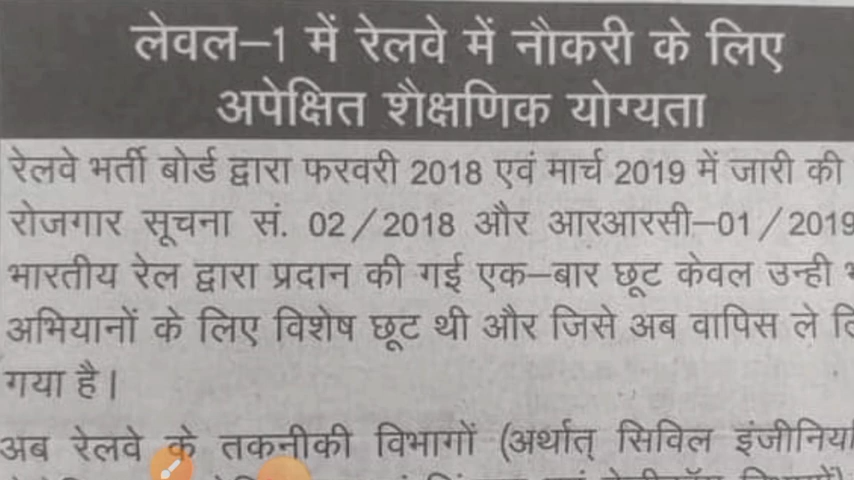 लेवल–1 में रेलवे में नौकरी के लिए
अपेक्षित शैक्षणिक योग्यता
रेलवे भर्ती बोर्ड द्वारा फरवरी 2018 एवं मार्च 2019 में जारी की
रोजगार सूचना सं. 02/2018 और आरआरसी–01/2019
भारतीय रेल द्वारा प्रदान की गई एक–बार छूट केवल उन्ही
अभियानों के लिए विशेष छूट थी और जिसे अब वापिस ले
गया है।
अब रेलवे के तकनीकी विभागों (अर्थात् सिविल